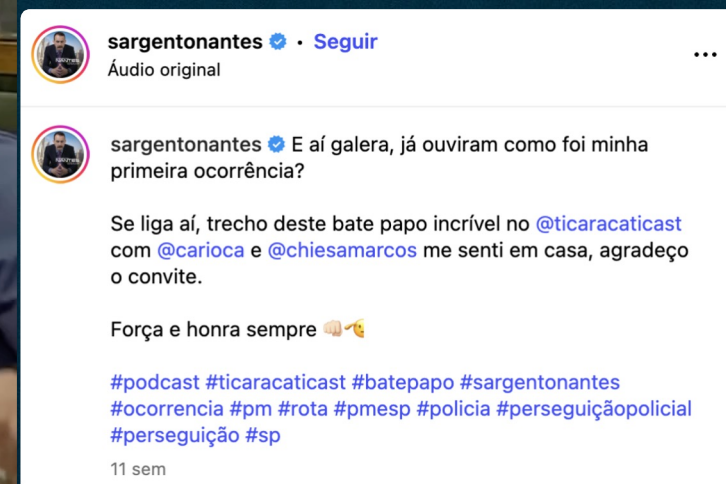 sargentonantes • Seguir
Áudio original
sargentonantes E aí galera, já ouviram como foi minha
primeira ocorrência?
Se liga aí, trecho deste bate papo incrível no @ticaracaticast
com @carioca e @chiesamarcos me senti em casa, agradeço
o convite.
Força e honra sempre 👊🏻🫡
#podcast #ticaracaticast #batepapo #sargentonantes
#ocorrencia #pm #rota #pmesp #policia #perseguiçãopolicial
#perseguição #sp
11 sem